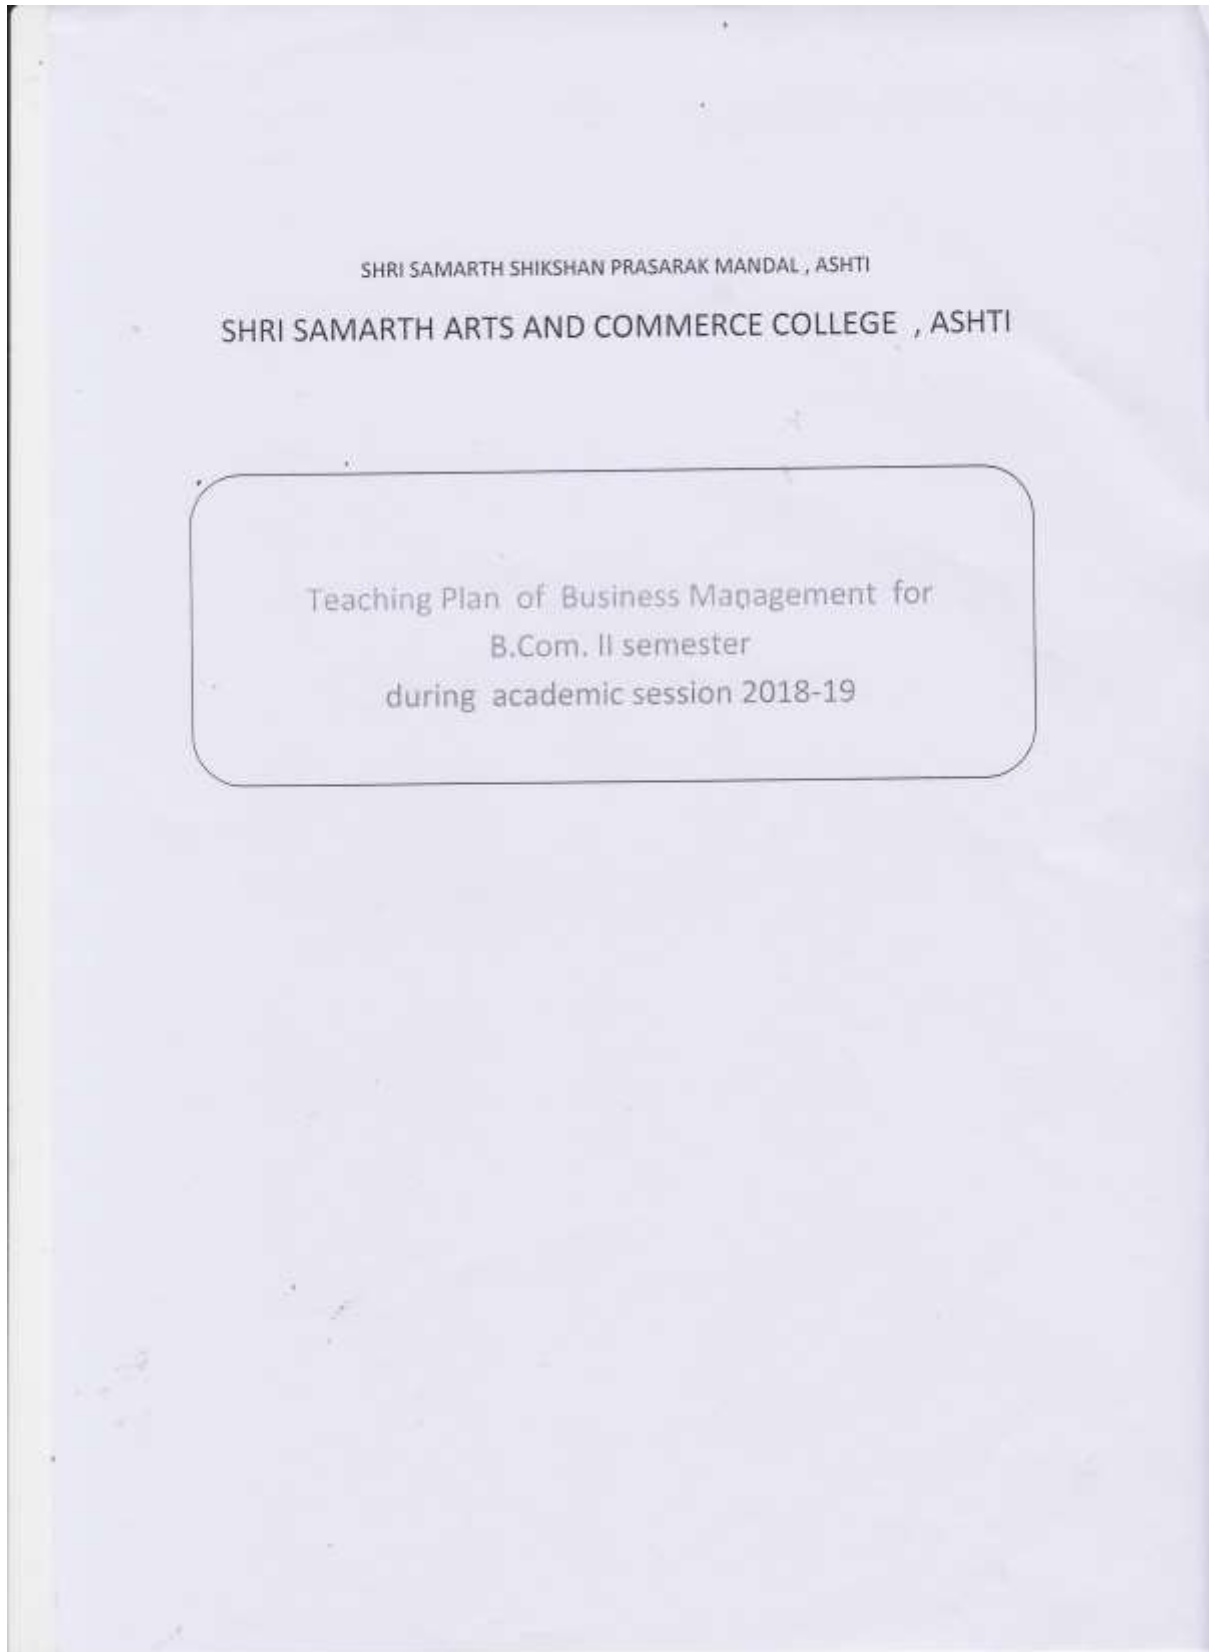 SHRI SAMARTH SHIKSHAN PRASARAK MANDAL , ASHTI
SHRI SAMARTH ARTS AND COMMERCE COLLEGE , ASHTI
Teaching Plan of Business Management for
B.Com. II semester
during academic session 2018-19